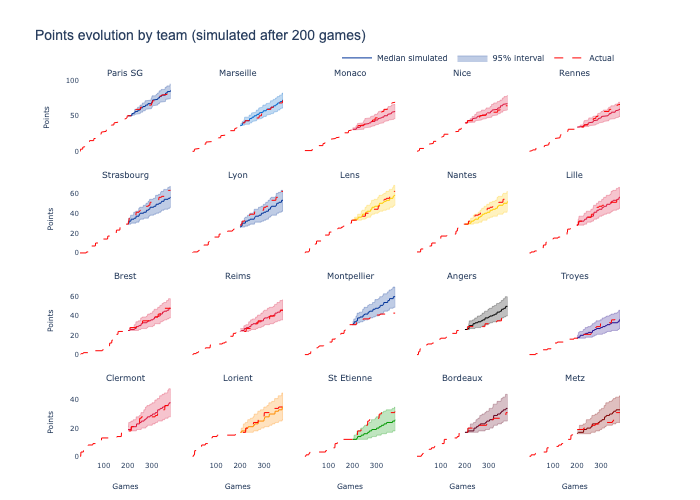 Points evolution by team (simulated after 200 games)
Median simulated 95% interval Actual
Paris SG Marseille Monaco Nice Rennes
100
50
0
Points
Strasbourg Lyon Lens Nantes Lille
60
40
20
0
Points
Brest Reims Montpellier Angers Troyes
60
40
20
0
Points
Clermont Lorient St Etienne Bordeaux Metz
40
20
0
Points
100 200 300 100 200 300 100 200 300 100 200 300 100 200 300
Games Games Games Games Games